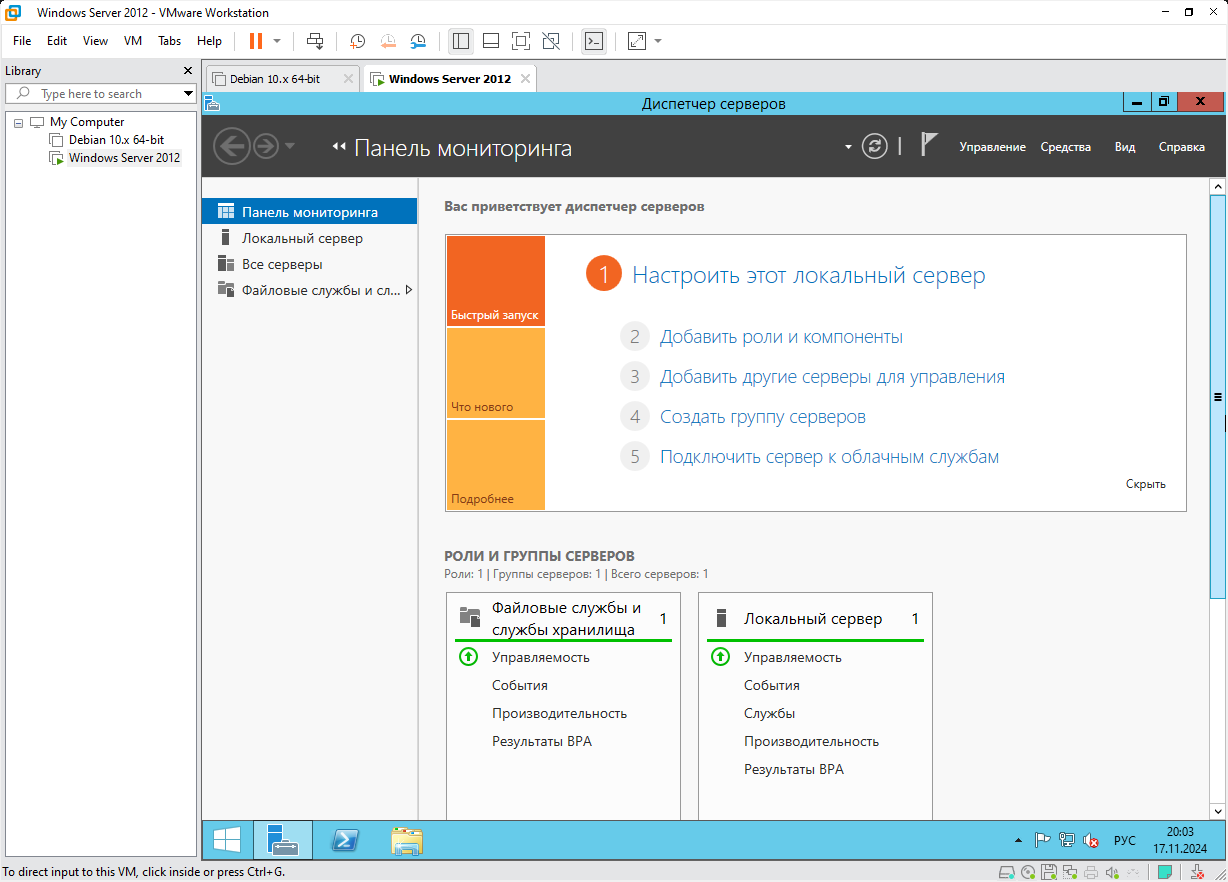 Windows Server 2012 - VMware Workstation
File Edit View VM Tabs Help
Library
Type here to search
My Computer
Debian 10.x 64-bit
Windows Server 2012
Debian 10.x 64-bit
Windows Server 2012
Диспетчер серверов
Панель мониторинга
Управление Средства Вид Справка
Панель мониторинга
Локальный сервер
Все серверы
Файловые службы и сл...
Вас приветствует диспетчер серверов
Быстрый запуск
Что нового
Подробнее
1 Настроить этот локальный сервер
2 Добавить роли и компоненты
3 Добавить другие серверы для управления
4 Создать группу серверов
5 Подключить сервер к облачным службам
Скрыть
РОЛИ И ГРУППЫ СЕРВЕРОВ
Роли: 1 | Группы серверов: 1 | Всего серверов: 1
Файловые службы и
службы хранилища
1
Управляемость
События
Производительность
Результаты BPA
Локальный сервер 1
Управляемость
События
Службы
Производительность
Результаты BPA
РУС
20:03
17.11.2024
To direct input to this VM, click inside or press Ctrl+G.